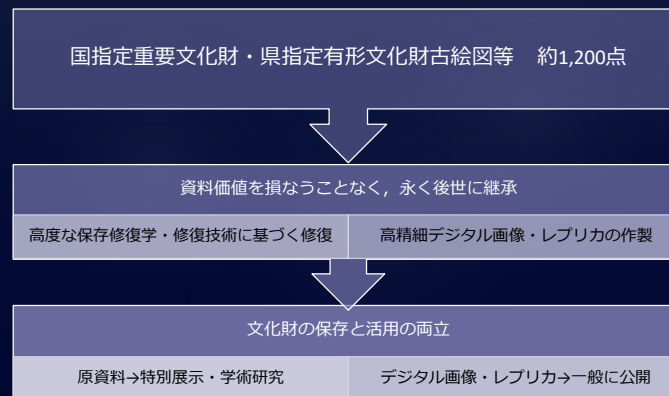 国指定重要文化財・県指定有形文化財古絵図等　約1,200点
資料価値を損なうことなく，永く後世に継承
高度な保存修復学・修復技術に基づく修復
高精細デジタル画像・レプリカの作製
文化財の保存と活用の両立
原資料→特別展示・学術研究
デジタル画像・レプリカ→一般に公開